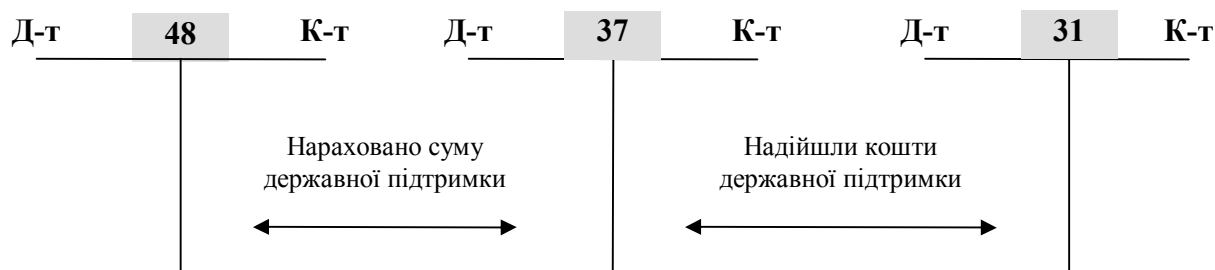 Д-т 48 К-т Д-т 37 К-т Д-т 31 К-т
Нараховано суму
державної підтримки
Надійшли кошти
державної підтримки